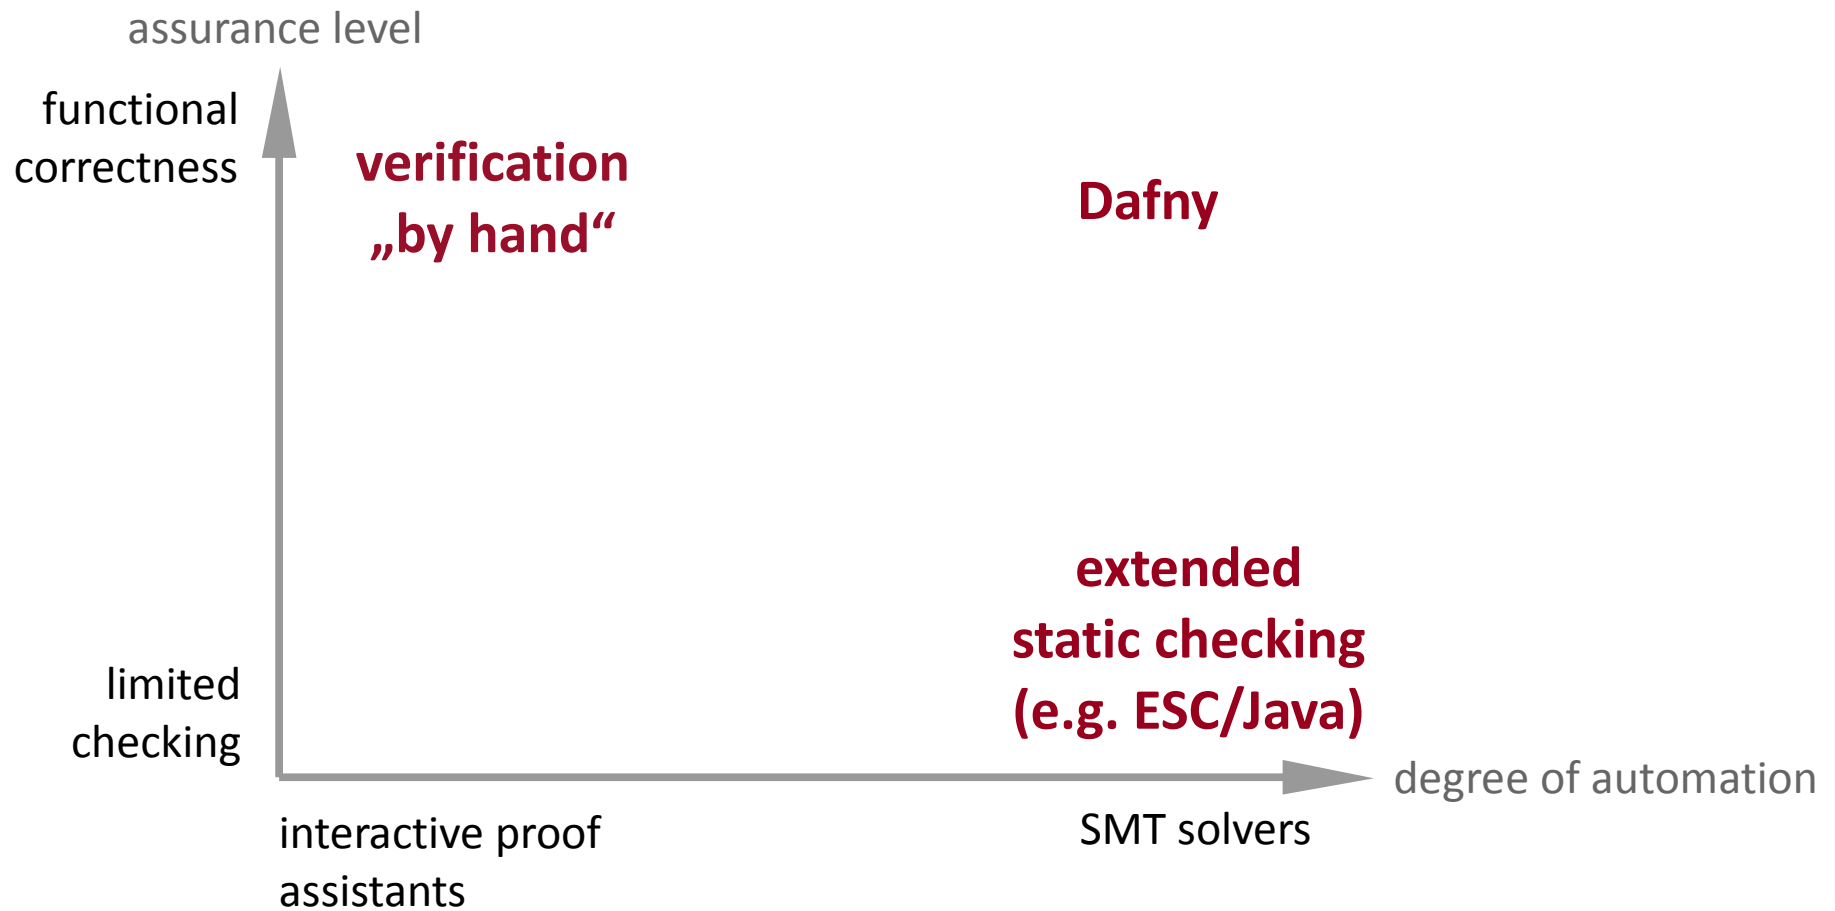 assurance level
functional
correctness
verification
„by hand“
Dafny
extended
static checking
(e.g. ESC/Java)
limited
checking
degree of automation
interactive proof
assistants
SMT solvers